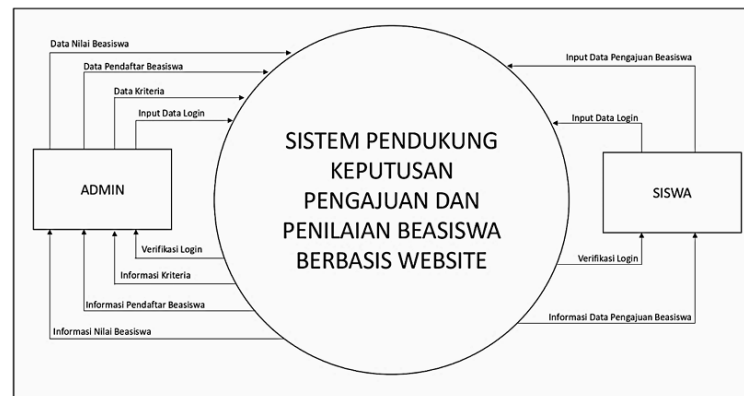 Data Nilai Beasiswa
Data Pendaftar Beasiswa
Data Kriteria
Input Data Login
ADMIN
Verifikasi Login
Informasi Kriteria
Informasi Pendaftar Beasiswa
Informasi Nilai Beasiswa
SISTEM PENDUKUNG
KEPUTUSAN
PENGAJUAN DAN
PENILAIAN BEASISWA
BERBASIS WEBSITE
Input Data Pengajuan Beasiswa
Input Data Login
SISWA
Verifikasi Login
Informasi Data Pengajuan Beasiswa